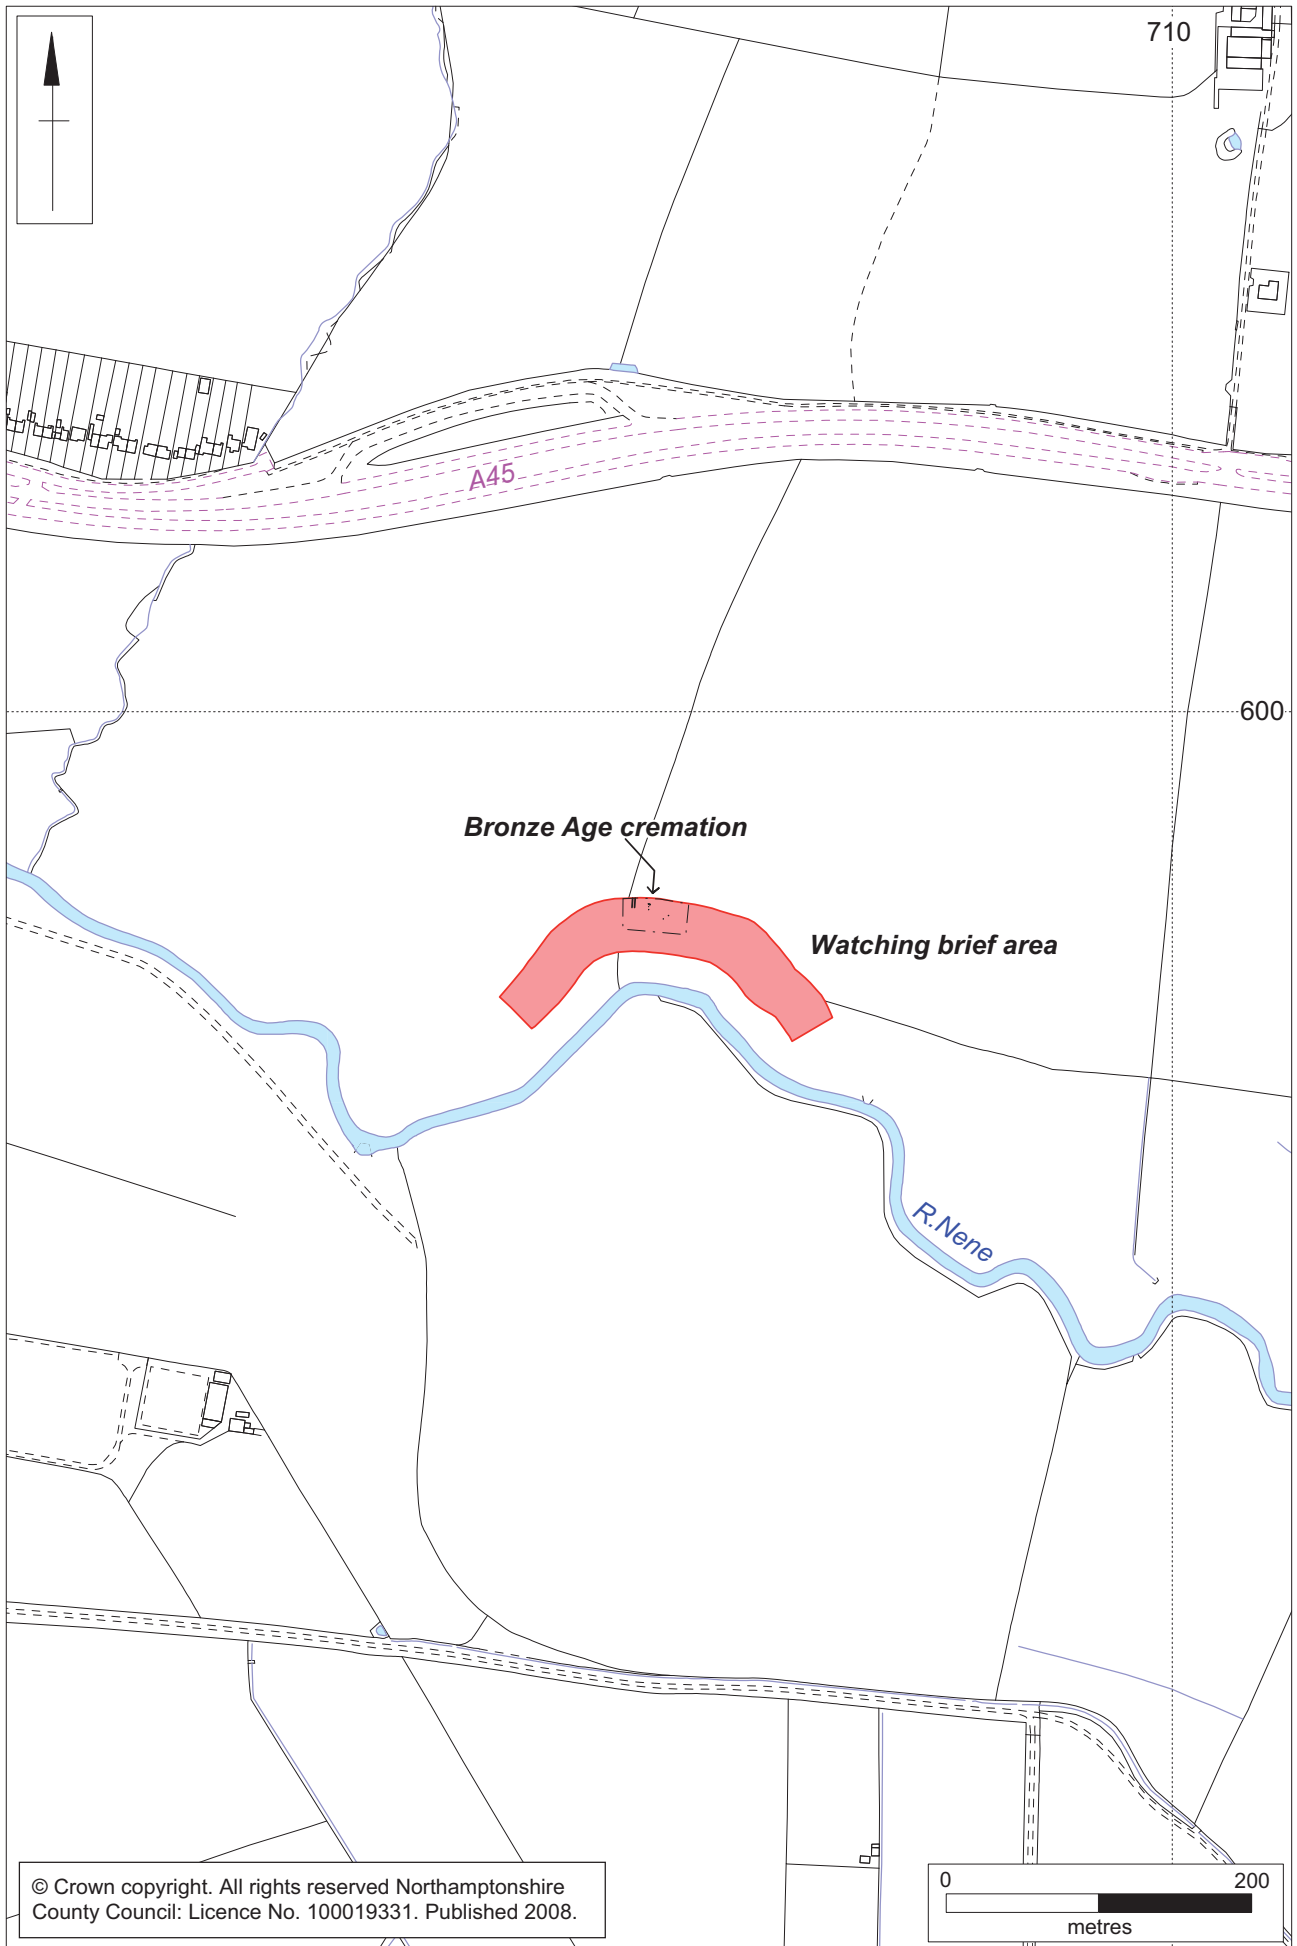 710
A45
600
Bronze Age cremation
Watching brief area
R.Nene
© Crown copyright. All rights reserved Northamptonshire
County Council: Licence No. 100019331. Published 2008.
0 200
metres